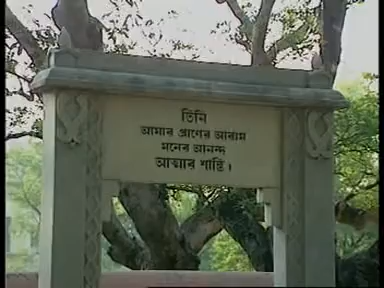 তিনি
আমার প্রাণের আরাম
মনের আনন্দ
আত্মার শান্তি।